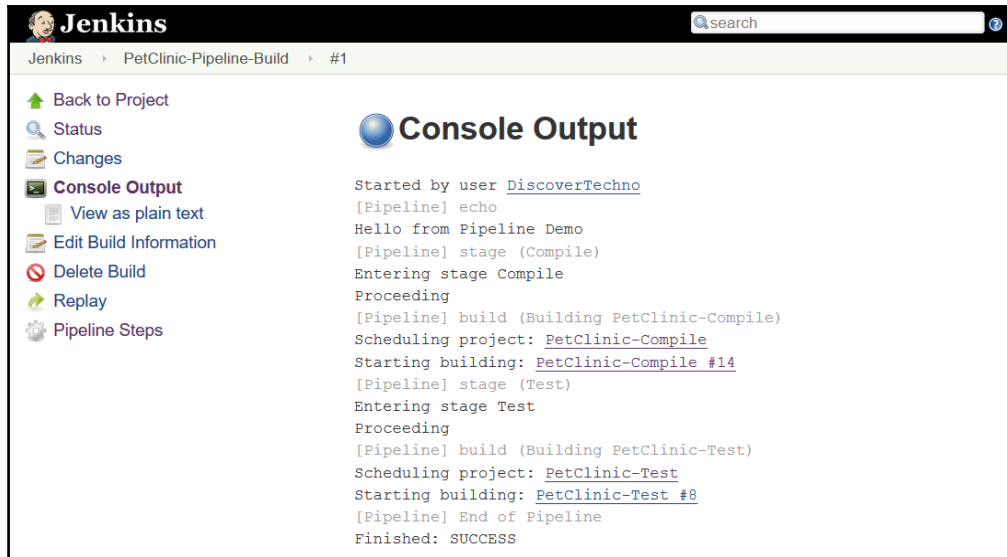 Jenkins
search
Jenkins PetClinic-Pipeline-Build #1
Back to Project
Status
Changes
Console Output
View as plain text
Edit Build Information
Delete Build
Replay
Pipeline Steps
Console Output
Started by user DiscoverTechno
[Pipeline] echo
Hello from Pipeline Demo
[Pipeline] stage (Compile)
Entering stage Compile
Proceeding
[Pipeline] build (Building PetClinic-Compile)
Scheduling project: PetClinic-Compile
Starting building: PetClinic-Compile #14
[Pipeline] stage (Test)
Entering stage Test
Proceeding
[Pipeline] build (Building PetClinic-Test)
Scheduling project: PetClinic-Test
Starting building: PetClinic-Test #8
[Pipeline] End of Pipeline
Finished: SUCCESS